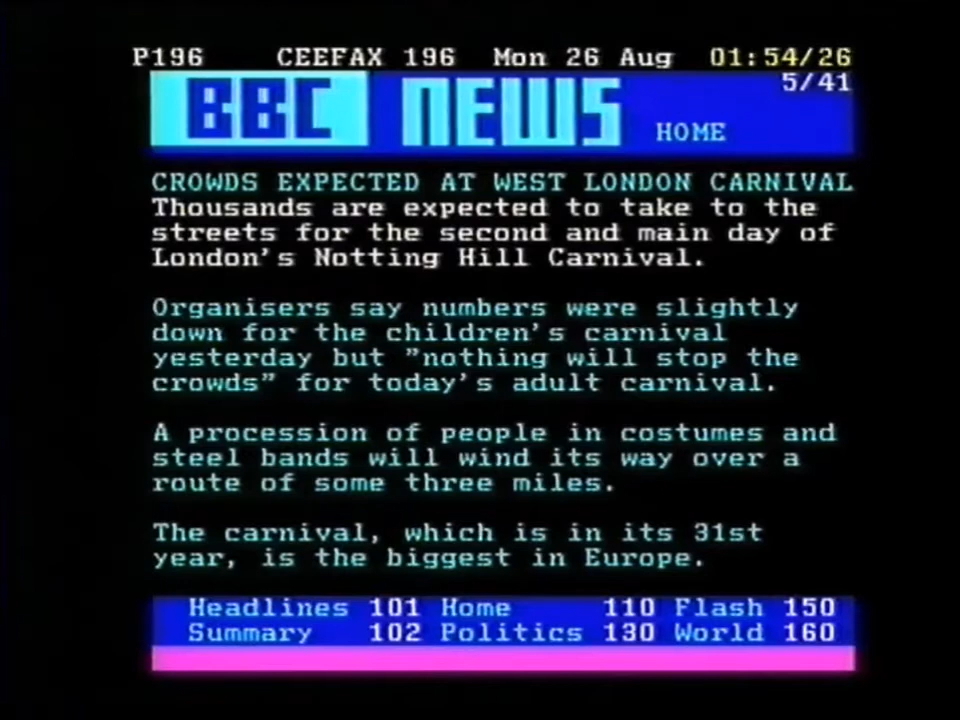 P196 CEEFAX 196 Mon 26 Aug 01:54/26
5/41
BBC NEWS HOME
CROWDS EXPECTED AT WEST LONDON CARNIVAL
Thousands are expected to take to the
streets for the second and main day of
London's Notting Hill Carnival.
Organisers say numbers were slightly
down for the children's carnival
yesterday but "nothing will stop the
crowds" for today's adult carnival.
A procession of people in costumes and
steel bands will wind its way over a
route of some three miles.
The carnival, which is in its 31st
year, is the biggest in Europe.
Headlines 101 Home 110 Flash 150
Summary 102 Politics 130 World 160